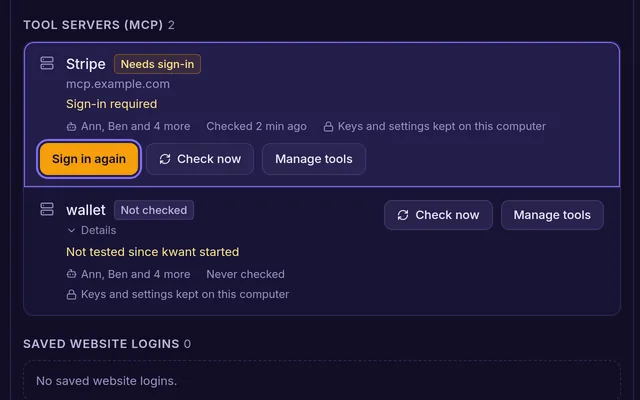 TOOL SERVERS (MCP) 2
Stripe Needs sign-in
mcp.example.com
Sign-in required
Ann, Ben and 4 more Checked 2 min ago Keys and settings kept on this computer
Sign in again Check now Manage tools
wallet Not checked Check now Manage tools
Details
Not tested since kwant started
Ann, Ben and 4 more Never checked
Keys and settings kept on this computer
SAVED WEBSITE LOGINS 0
No saved website logins.